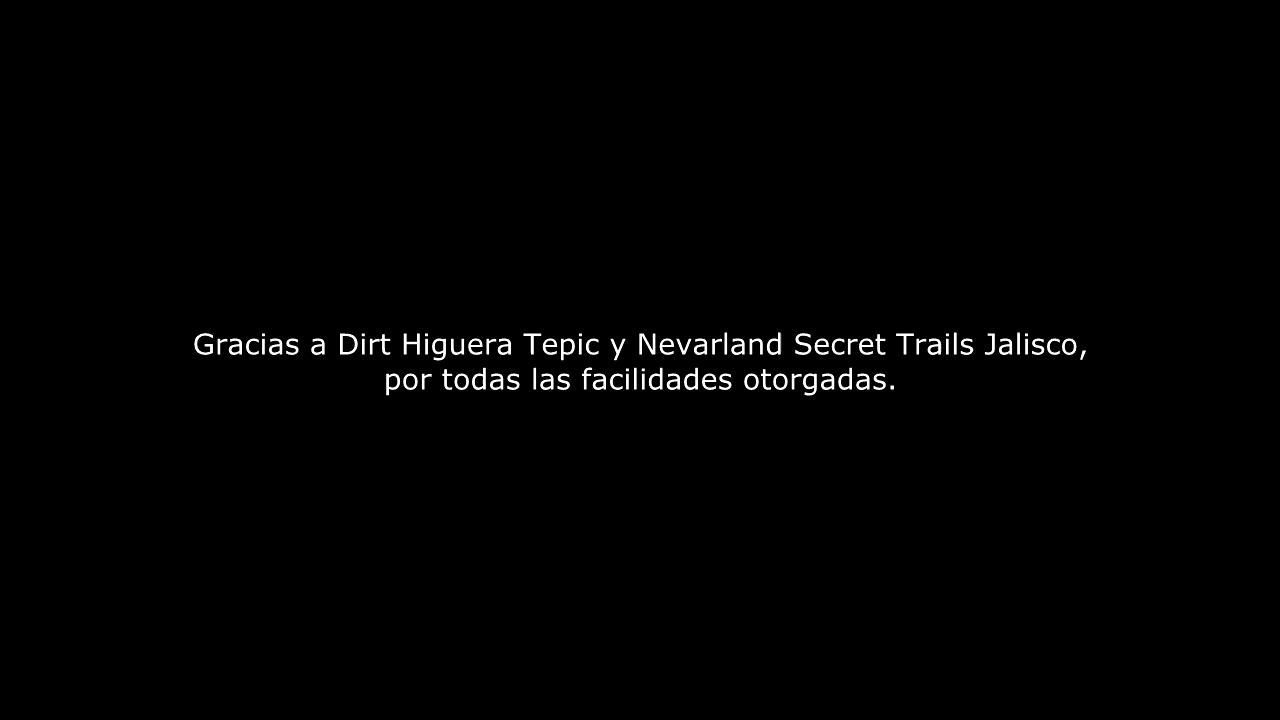 Gracias a Dirt Higuera Tepic y Nevarland Secret Trails Jalisco,
por todas las facilidades otorgadas.